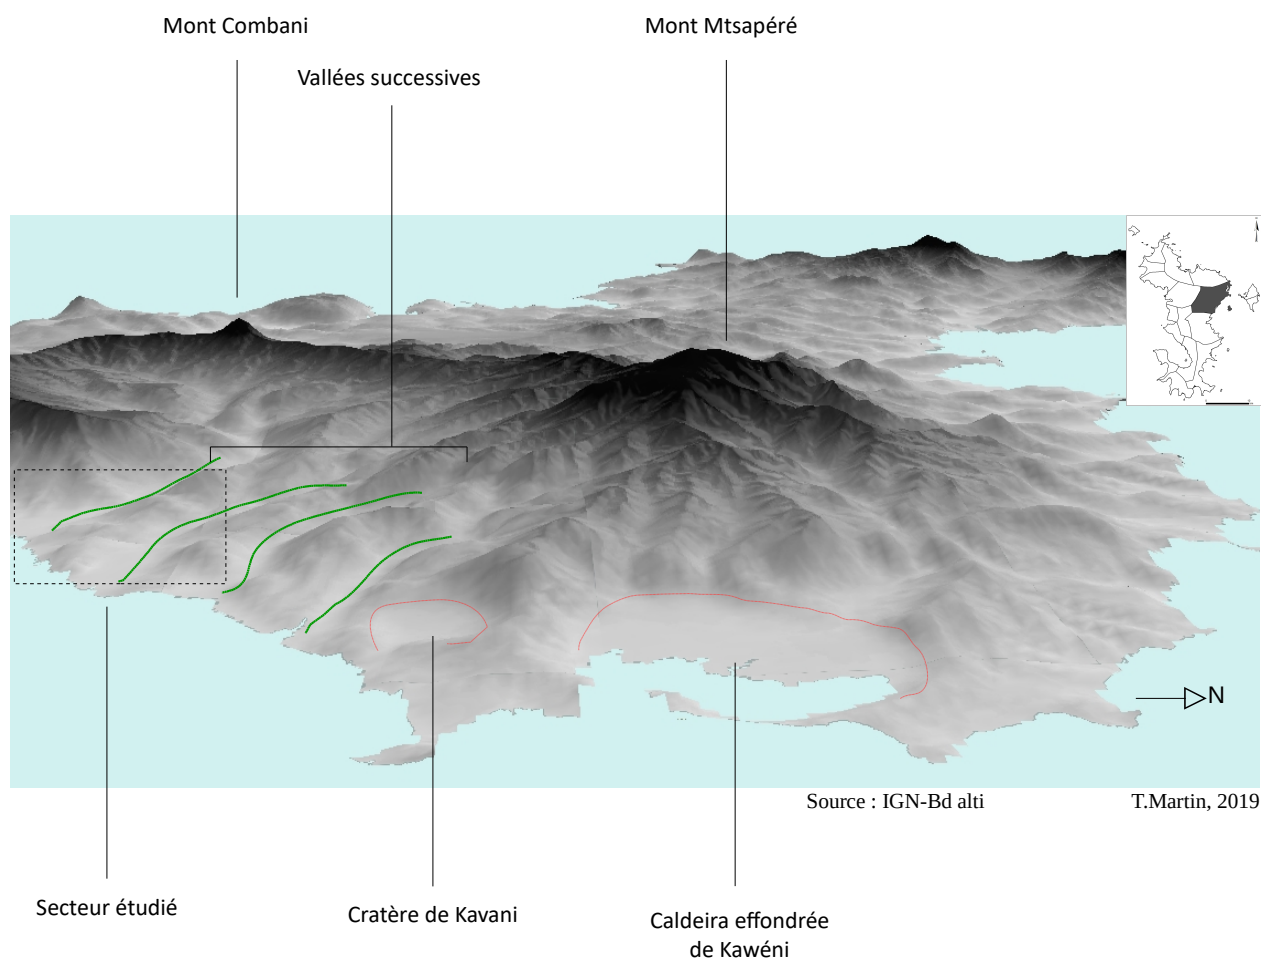 Mont Combani
Mont Mtsapéré
Vallées successives
N
Source : IGN-Bd alti
T.Martin, 2019
Secteur étudié
Cratère de Kavani
Caldeira effondrée
de Kawéni